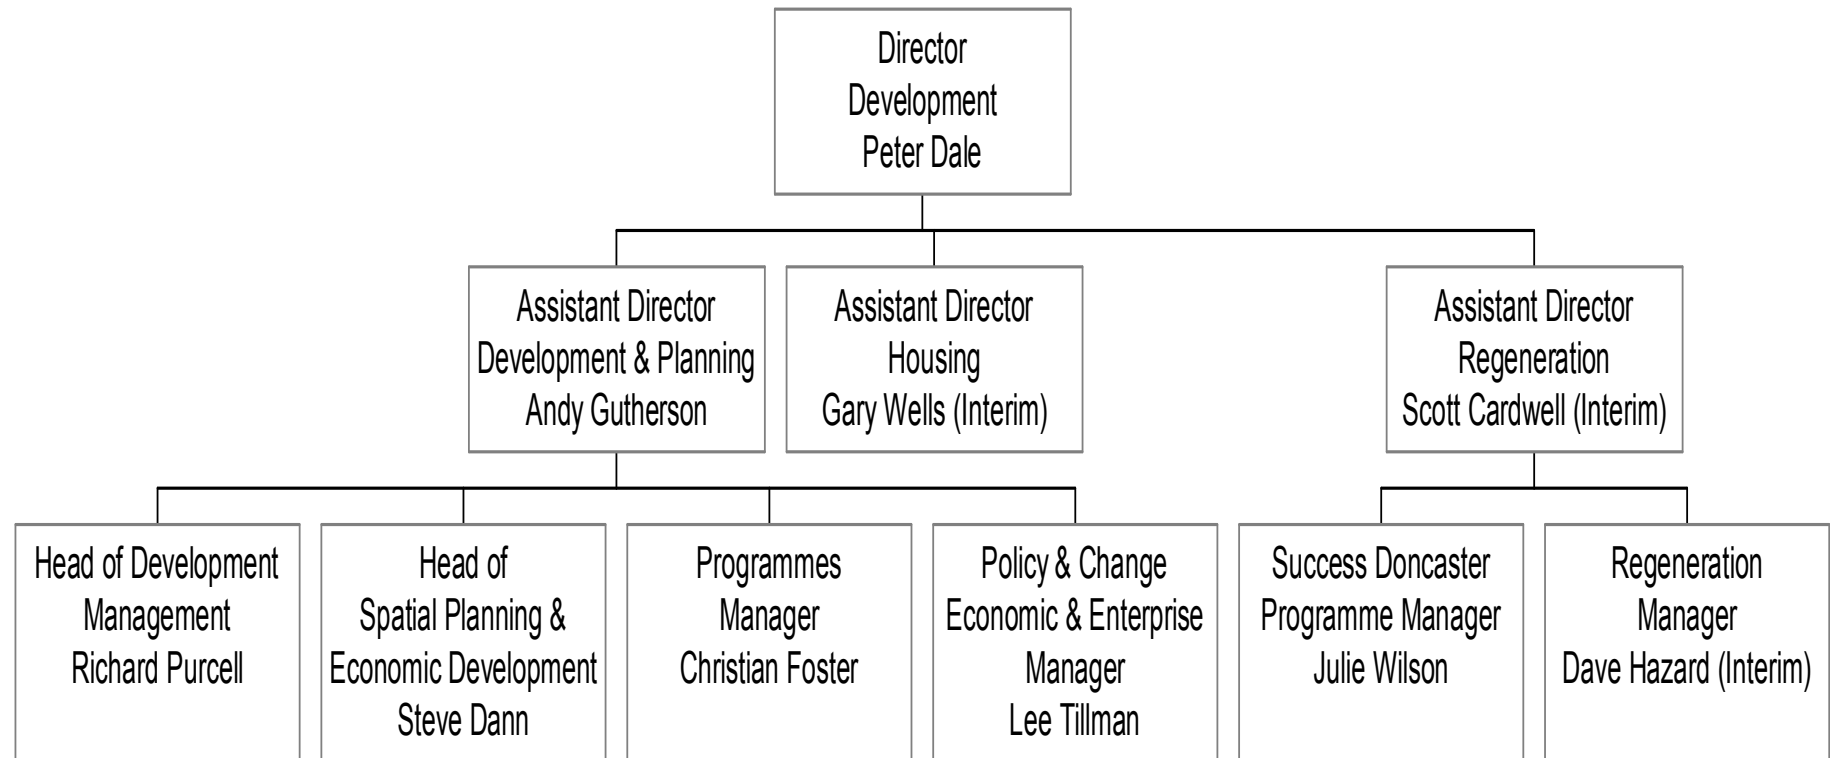 Director
Development
Peter Dale
Assistant Director
Development & Planning
Andy Gutherson
Assistant Director
Housing
Gary Wells (Interim)
Assistant Director
Regeneration
Scott Cardwell (Interim)
Head of Development
Management
Richard Purcell
Head of
Spatial Planning &
Economic Development
Steve Dann
Programmes
Manager
Christian Foster
Policy & Change
Economic & Enterprise
Manager
Lee Tillman
Success Doncaster
Programme Manager
Julie Wilson
Regeneration
Manager
Dave Hazard (Interim)